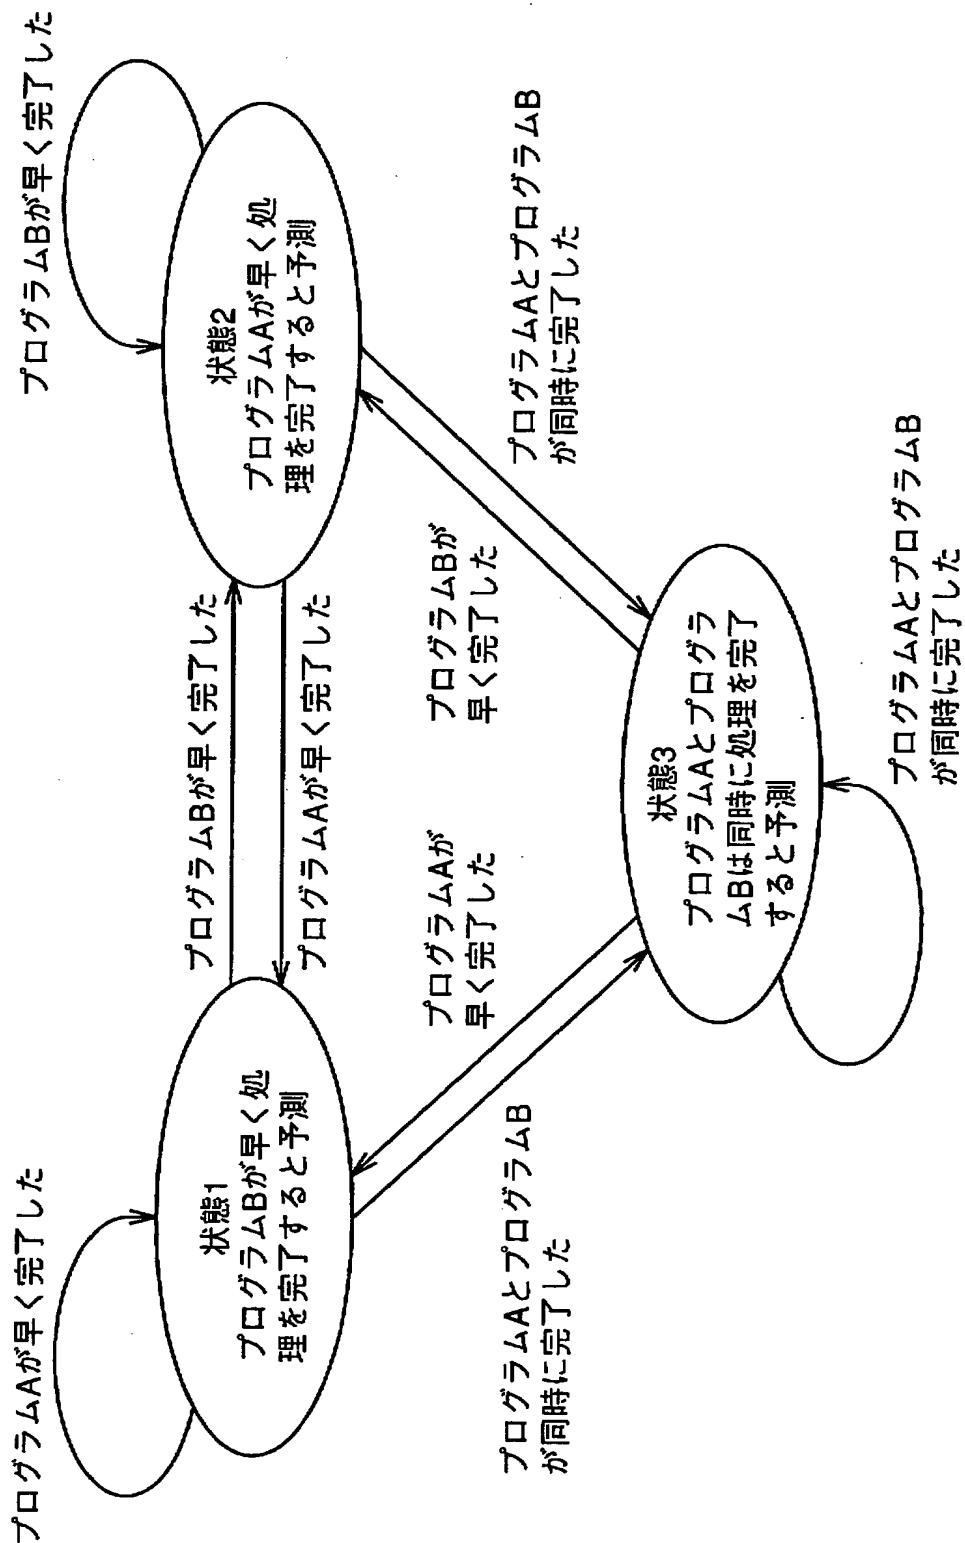 プログラムAが早く完了した
プログラムBが早く完了した
状態1
プログラムBが早く処
理を完了すると予測
プログラムBが早く完了した
プログラムAが早く完了した
状態2
プログラムAが早く処
理を完了すると予測
プログラムAとプログラムB
が同時に完了した
プログラムAが
早く完了した
プログラムBが
早く完了した
プログラムAとプログラムB
が同時に完了した
状態3
プログラムAとプログラ
ムBは同時に処理を完了
すると予測
プログラムAとプログラムB
が同時に完了した